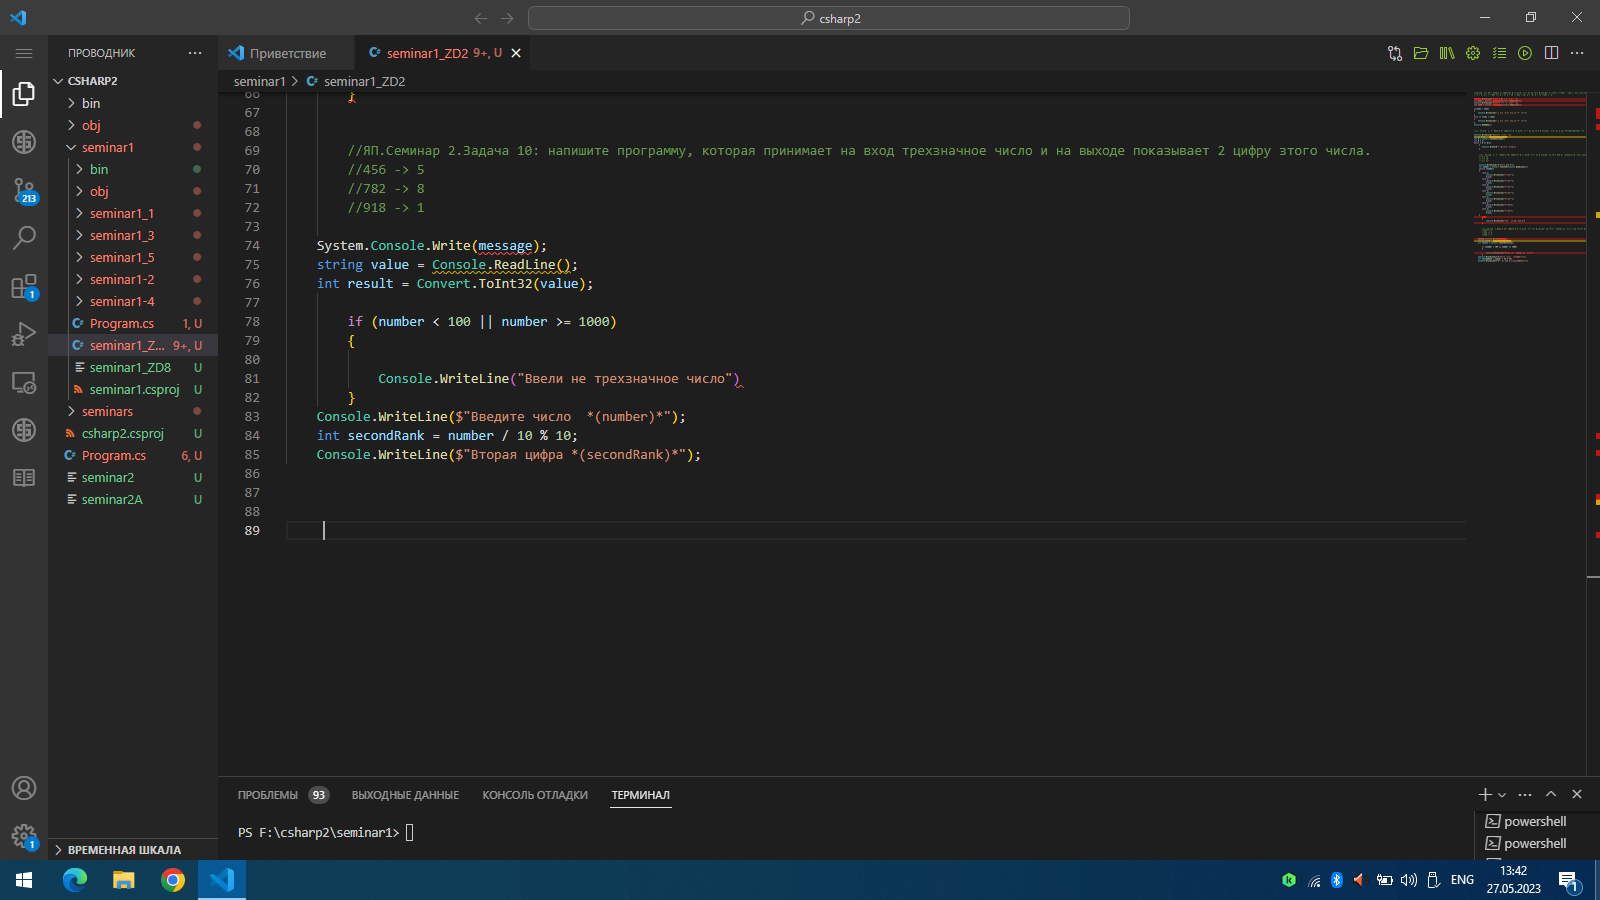 csharp2
ПРОВОДНИК
CSHARP2
bin
obj
seminar1
bin
obj
seminar1_1
seminar1_3
seminar1_5
seminar1-2
seminar1-4
Program.cs 1, U
seminar1_Z... 9+, U
seminar1_ZD8 U
seminar1.csproj U
seminars
csharp2.csproj U
Program.cs 6, U
seminar2 U
seminar2A U
ВРЕМЕННАЯ ШКАЛА
213
1
1
Приветствие
seminar1_ZD2 9+, U
seminar1 > seminar1_ZD2
66 }
67
68
69 //ЯП.Семинар 2.Задача 10: напишите программу, которая принимает на вход трехзначное число и на выходе показывает 2 цифру этого числа.
70 //456 -> 5
71 //782 -> 8
72 //918 -> 1
73
74 System.Console.Write(message);
75 string value = Console.ReadLine();
76 int result = Convert.ToInt32(value);
77
78 if (number < 100 || number >= 1000)
79 {
80
81 Console.WriteLine("Ввели не трехзначное число")
82 }
83 Console.WriteLine($"Введите число  *(number)*");
84 int secondRank = number / 10 % 10;
85 Console.WriteLine($"Вторая цифра *(secondRank)*");
86
87
88
89
ПРОБЛЕМЫ 93 ВЫХОДНЫЕ ДАННЫЕ КОНСОЛЬ ОТЛАДКИ ТЕРМИНАЛ
PS F:\csharp2\seminar1>
powershell
powershell
ENG
13:42
27.05.2023
1